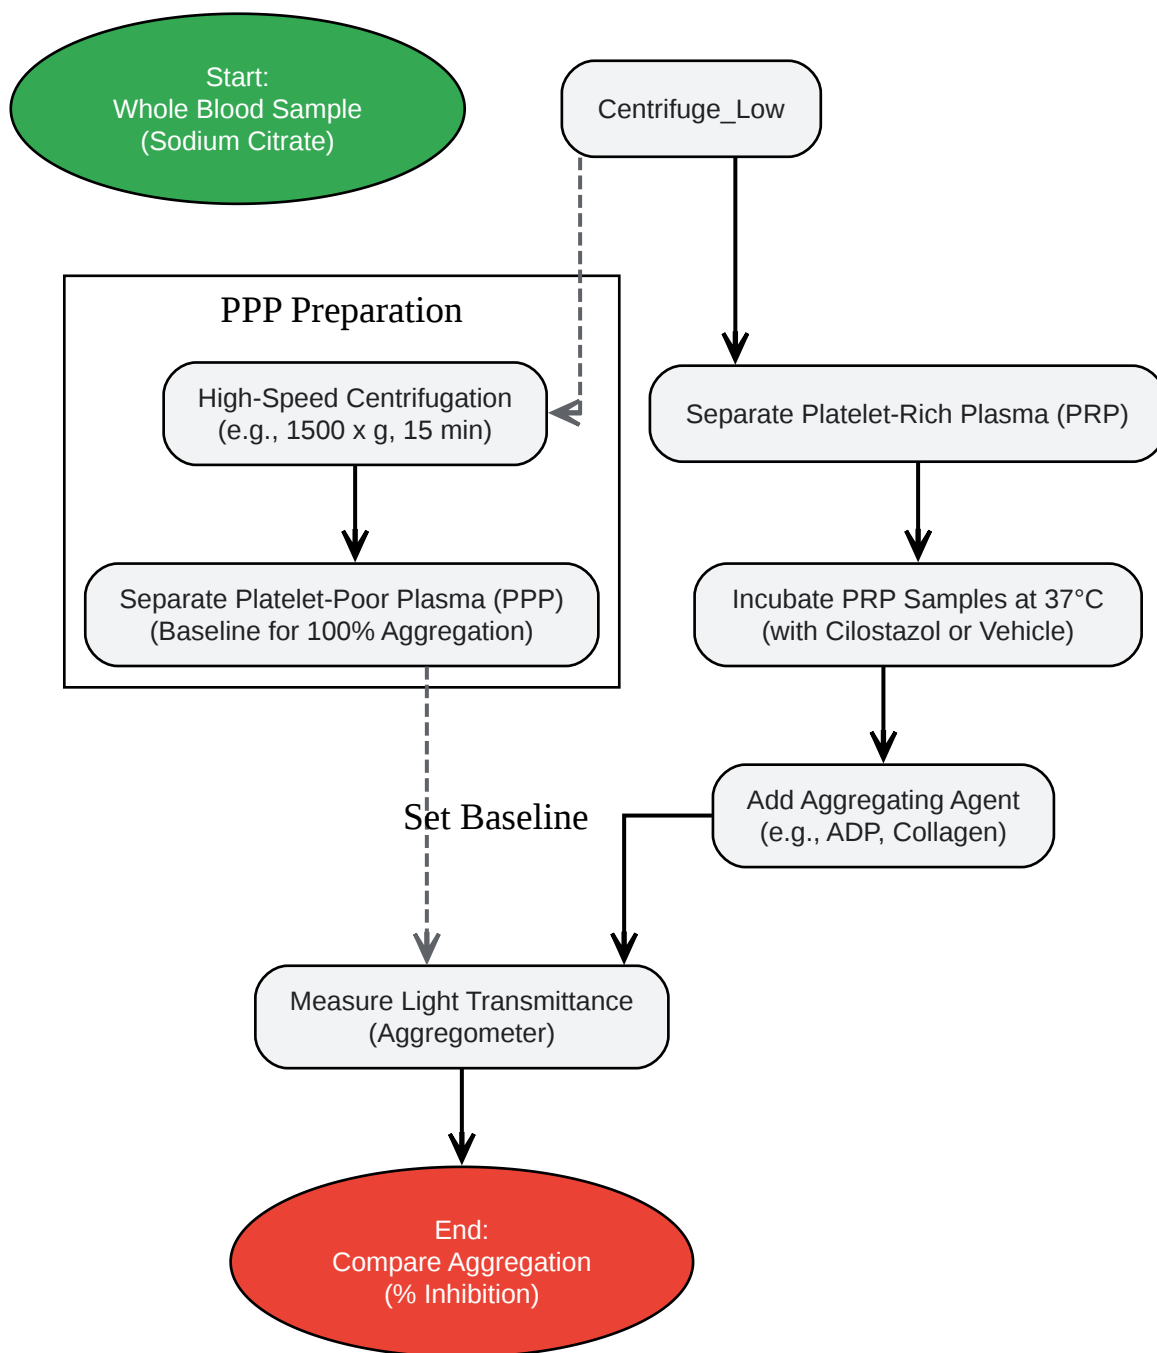 Start:
Whole Blood Sample
(Sodium Citrate)
Centrifuge_Low
PPP Preparation
High-Speed Centrifugation
(e.g., 1500 x g, 15 min)
Separate Platelet-Rich Plasma (PRP)
Separate Platelet-Poor Plasma (PPP)
(Baseline for 100% Aggregation)
Incubate PRP Samples at 37°C
(with Cilostazol or Vehicle)
Set Baseline
Add Aggregating Agent
(e.g., ADP, Collagen)
Measure Light Transmittance
(Aggregometer)
End:
Compare Aggregation
(% Inhibition)